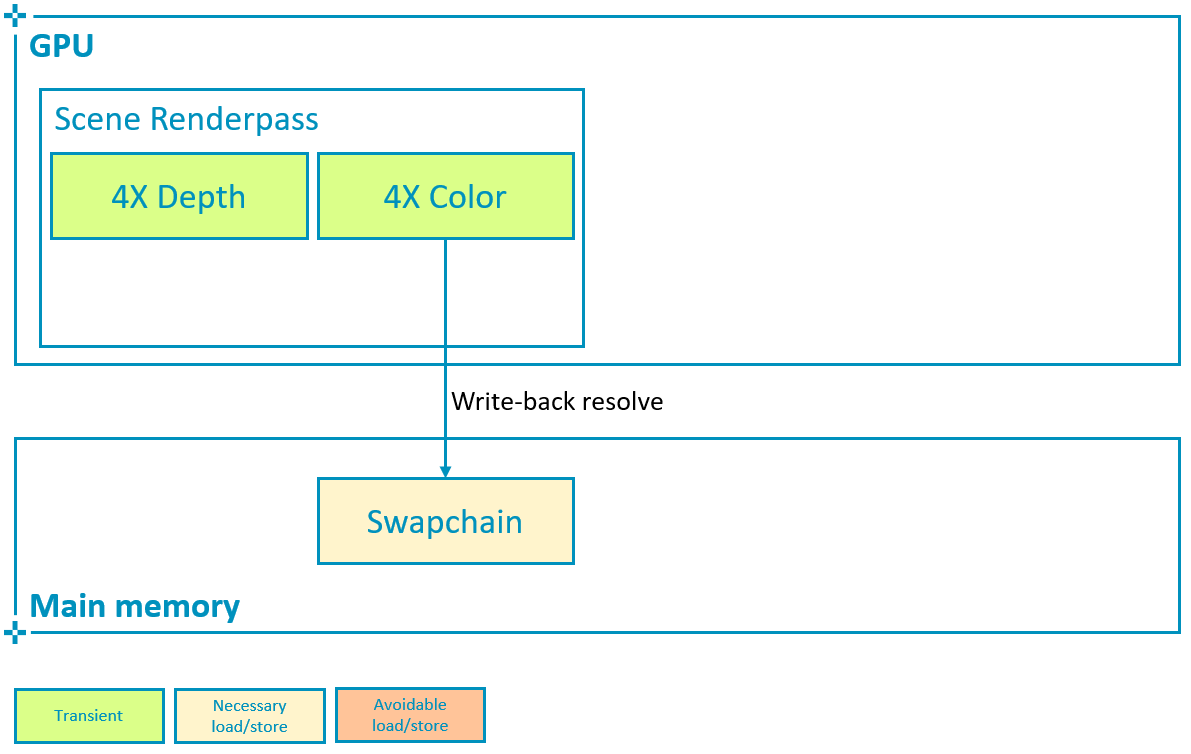 GPU
Scene Renderpass
4X Depth
4X Color
Write-back resolve
Swapchain
Main memory
Transient
Necessary
load/store
Avoidable
load/store